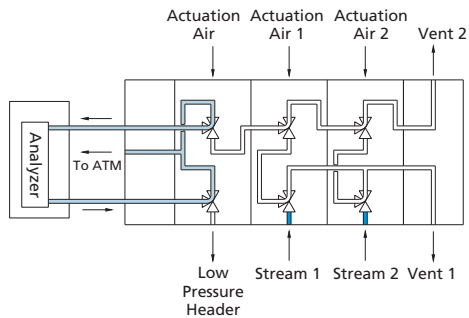 Actuation Air
Actuation Air 1
Actuation Air 2
Vent 2
Analyzer
To ATM
Low Pressure Header
Stream 1
Stream 2
Vent 1